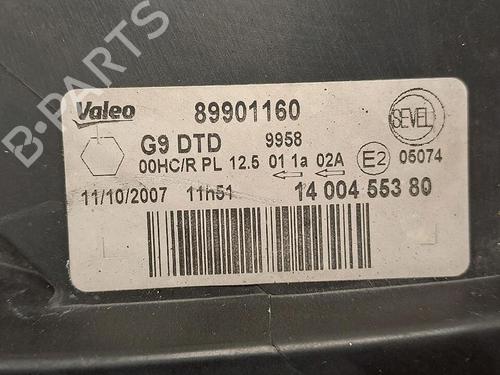 B-PARTS
Valeo 89901160 SEVEL
G9 DTD 9958
00HC/R PL 12.5 01 1a 02A E2 05074
11/10/2007 11h51 14 004 553 80